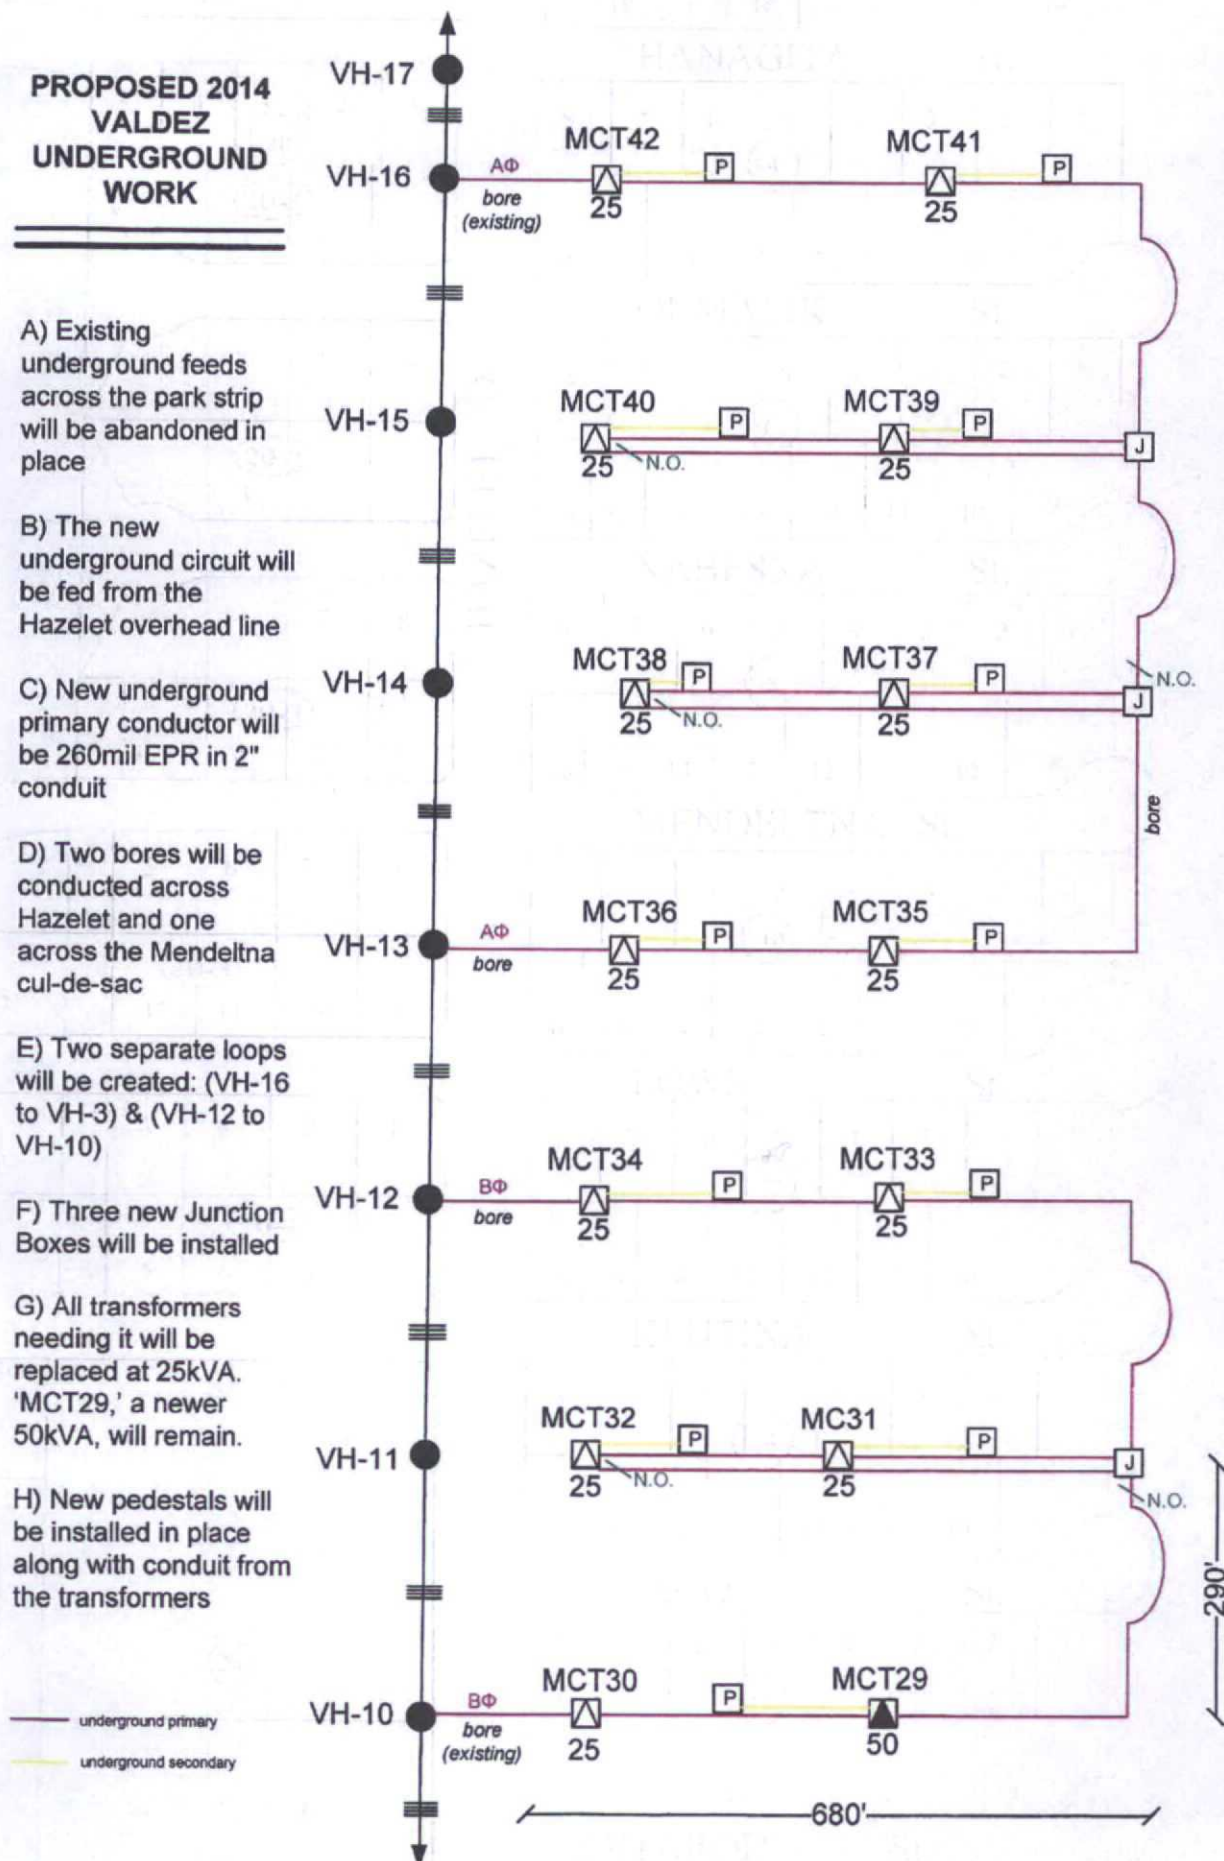 PROPOSED 2014
VALDEZ
UNDERGROUND
WORK
A) Existing
underground feeds
across the park strip
will be abandoned in
place
B) The new
underground circuit will
be fed from the
Hazelet overhead line
C) New underground
primary conductor will
be 260mil EPR in 2"
conduit
D) Two bores will be
conducted across
Hazelet and one
across the Mendeltna
cul-de-sac
E) Two separate loops
will be created: (VH-16
to VH-3) & (VH-12 to
VH-10)
F) Three new Junction
Boxes will be installed
G) All transformers
needing it will be
replaced at 25kVA.
'MCT29,' a newer
50kVA, will remain.
H) New pedestals will
be installed in place
along with conduit from
the transformers
underground primary
underground secondary
VH-17
MCT42 MCT41
VH-16 AΦ P P
bore
(existing)
25 25
MCT40 MCT39
VH-15 P P
J
25 N.O. 25
MCT38 MCT37
VH-14 P P N.O.
J
25 N.O. 25
bore
MCT36 MCT35
VH-13 AΦ P P
bore
25 25
MCT34 MCT33
VH-12 BΦ P P
bore
25 25
MCT32 MC31
VH-11 P P
J
25 N.O. 25 N.O.
290'
MCT30 MCT29
VH-10 BΦ P
bore
(existing)
25 50
680'